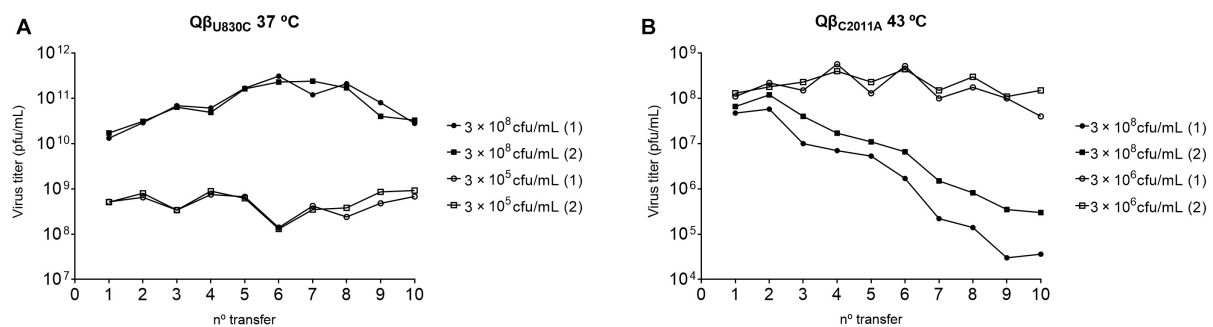 A
Qβ_U830C 37 ºC
Virus titer (pfu/mL)
10^12
10^11
10^10
10^9
10^8
10^7
0 1 2 3 4 5 6 7 8 9 10
nº transfer
3 × 10^8 cfu/mL (1)
3 × 10^8 cfu/mL (2)
3 × 10^5 cfu/mL (1)
3 × 10^5 cfu/mL (2)
B
Qβ_C2011A 43 ºC
Virus titer (pfu/mL)
10^9
10^8
10^7
10^6
10^5
10^4
0 1 2 3 4 5 6 7 8 9 10
nº transfer
3 × 10^8 cfu/mL (1)
3 × 10^8 cfu/mL (2)
3 × 10^6 cfu/mL (1)
3 × 10^6 cfu/mL (2)